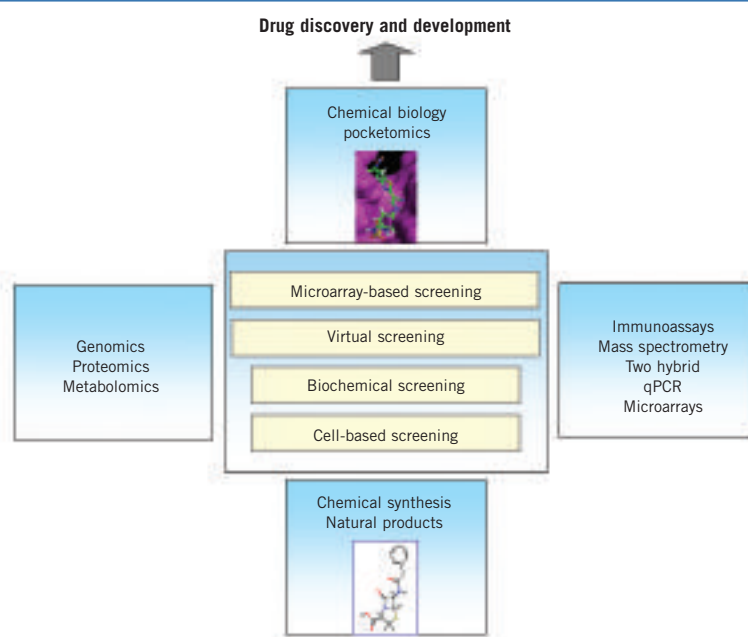 Drug discovery and development
Chemical biology
pocketomics
Microarray-based screening
Virtual screening
Biochemical screening
Cell-based screening
Genomics
Proteomics
Metabolomics
Immunoassays
Mass spectrometry
Two hybrid
qPCR
Microarrays
Chemical synthesis
Natural products